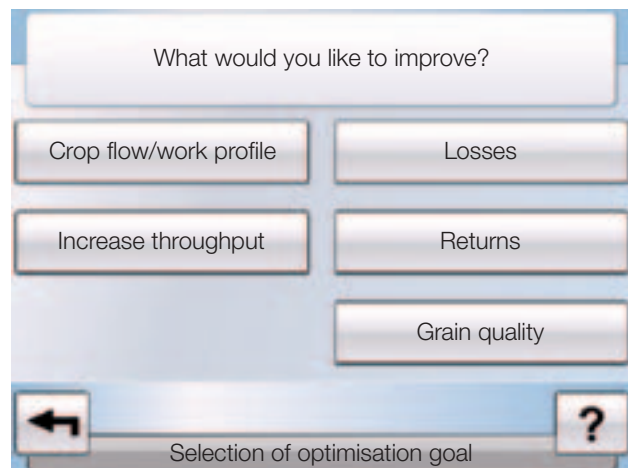 What would you like to improve?
Crop flow/work profile
Losses
Increase throughput
Returns
Grain quality
?
Selection of optimisation goal